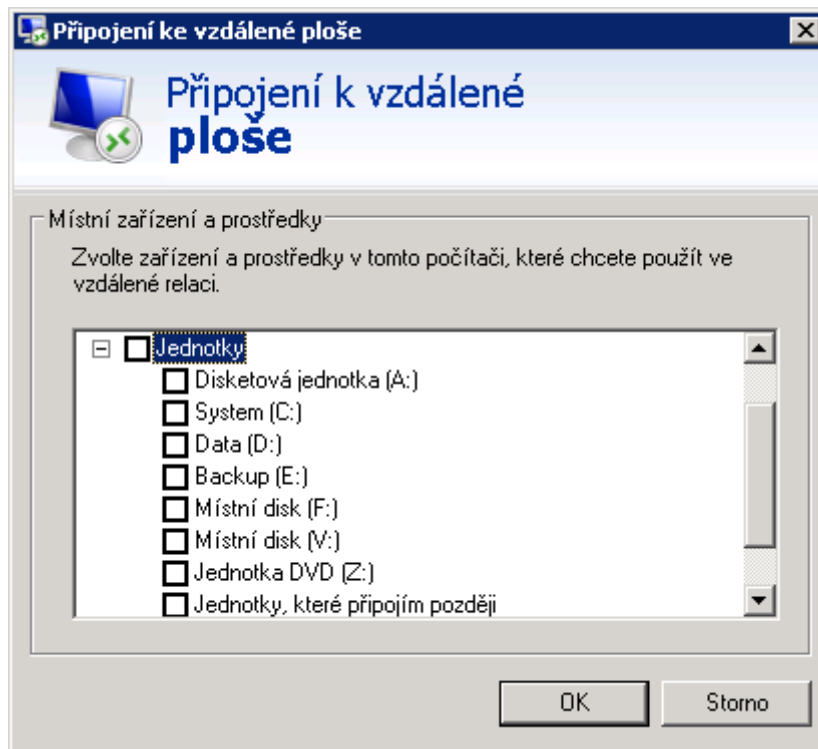 Připojení ke vzdálené ploše
Připojení k vzdálené
ploše
Místní zařízení a prostředky
Zvolte zařízení a prostředky v tomto počítači, které chcete použít ve
vzdálené relaci.
Jednotky
Disketová jednotka (A:)
System (C:)
Data (D:)
Backup (E:)
Místní disk (F:)
Místní disk (V:)
Jednotka DVD (Z:)
Jednotky, které připojím později
OK
Storno